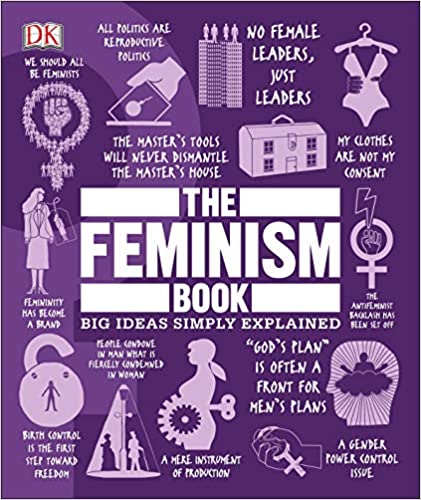 DK
WE SHOULD ALL
BE FEMINISTS
ALL POLITICS ARE
REPRODUCTIVE
POLITICS
NO FEMALE
LEADERS,
JUST
LEADERS
THE MASTER'S TOOLS
WILL NEVER DISMANTLE
THE MASTER'S HOUSE
MY CLOTHES
ARE NOT MY
CONSENT
THE
FEMINISM
BOOK
BIG IDEAS SIMPLY EXPLAINED
FEMININITY
HAS BECOME
A BRAND
THE
ANTIFEMINIST
BACKLASH HAS
BEEN SET OFF
PEOPLE CONDONE
IN MAN WHAT IS
FIERCELY CONDEMNED
IN WOMAN
"GOD'S PLAN"
IS OFTEN A
FRONT FOR
MEN'S PLANS
BIRTH CONTROL
IS THE FIRST
STEP TOWARD
FREEDOM
A MERE INSTRUMENT
OF PRODUCTION
A GENDER
POWER CONTROL
ISSUE